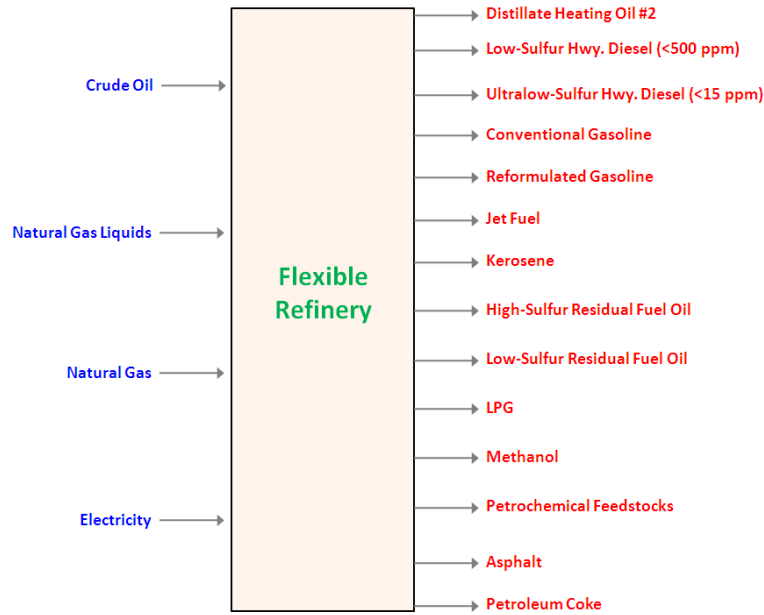 Distillate Heating Oil #2
Low-Sulfur Hwy. Diesel (<500 ppm)
Crude Oil
Ultralow-Sulfur Hwy. Diesel (<15 ppm)
Conventional Gasoline
Reformulated Gasoline
Natural Gas Liquids
Jet Fuel
Kerosene
Flexible
Refinery
High-Sulfur Residual Fuel Oil
Low-Sulfur Residual Fuel Oil
Natural Gas
LPG
Methanol
Petrochemical Feedstocks
Electricity
Asphalt
Petroleum Coke